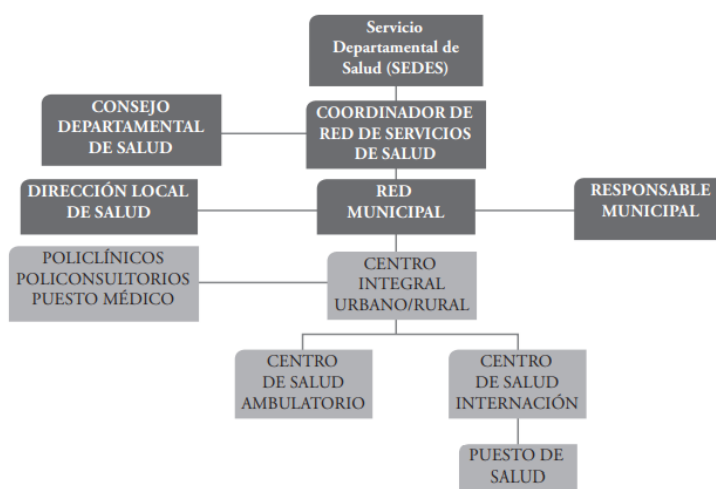 Servicio
Departamental de
Salud (SEDES)
CONSEJO
DEPARTAMENTAL
DE SALUD
COORDINADOR DE
RED DE SERVICIOS
DE SALUD
DIRECCIÓN LOCAL
DE SALUD
RED
MUNICIPAL
RESPONSABLE
MUNICIPAL
POLICLÍNICOS
POLICONSULTORIOS
PUESTO MÉDICO
CENTRO
INTEGRAL
URBANO/RURAL
CENTRO
DE SALUD
AMBULATORIO
CENTRO
DE SALUD
INTERNACIÓN
PUESTO DE
SALUD